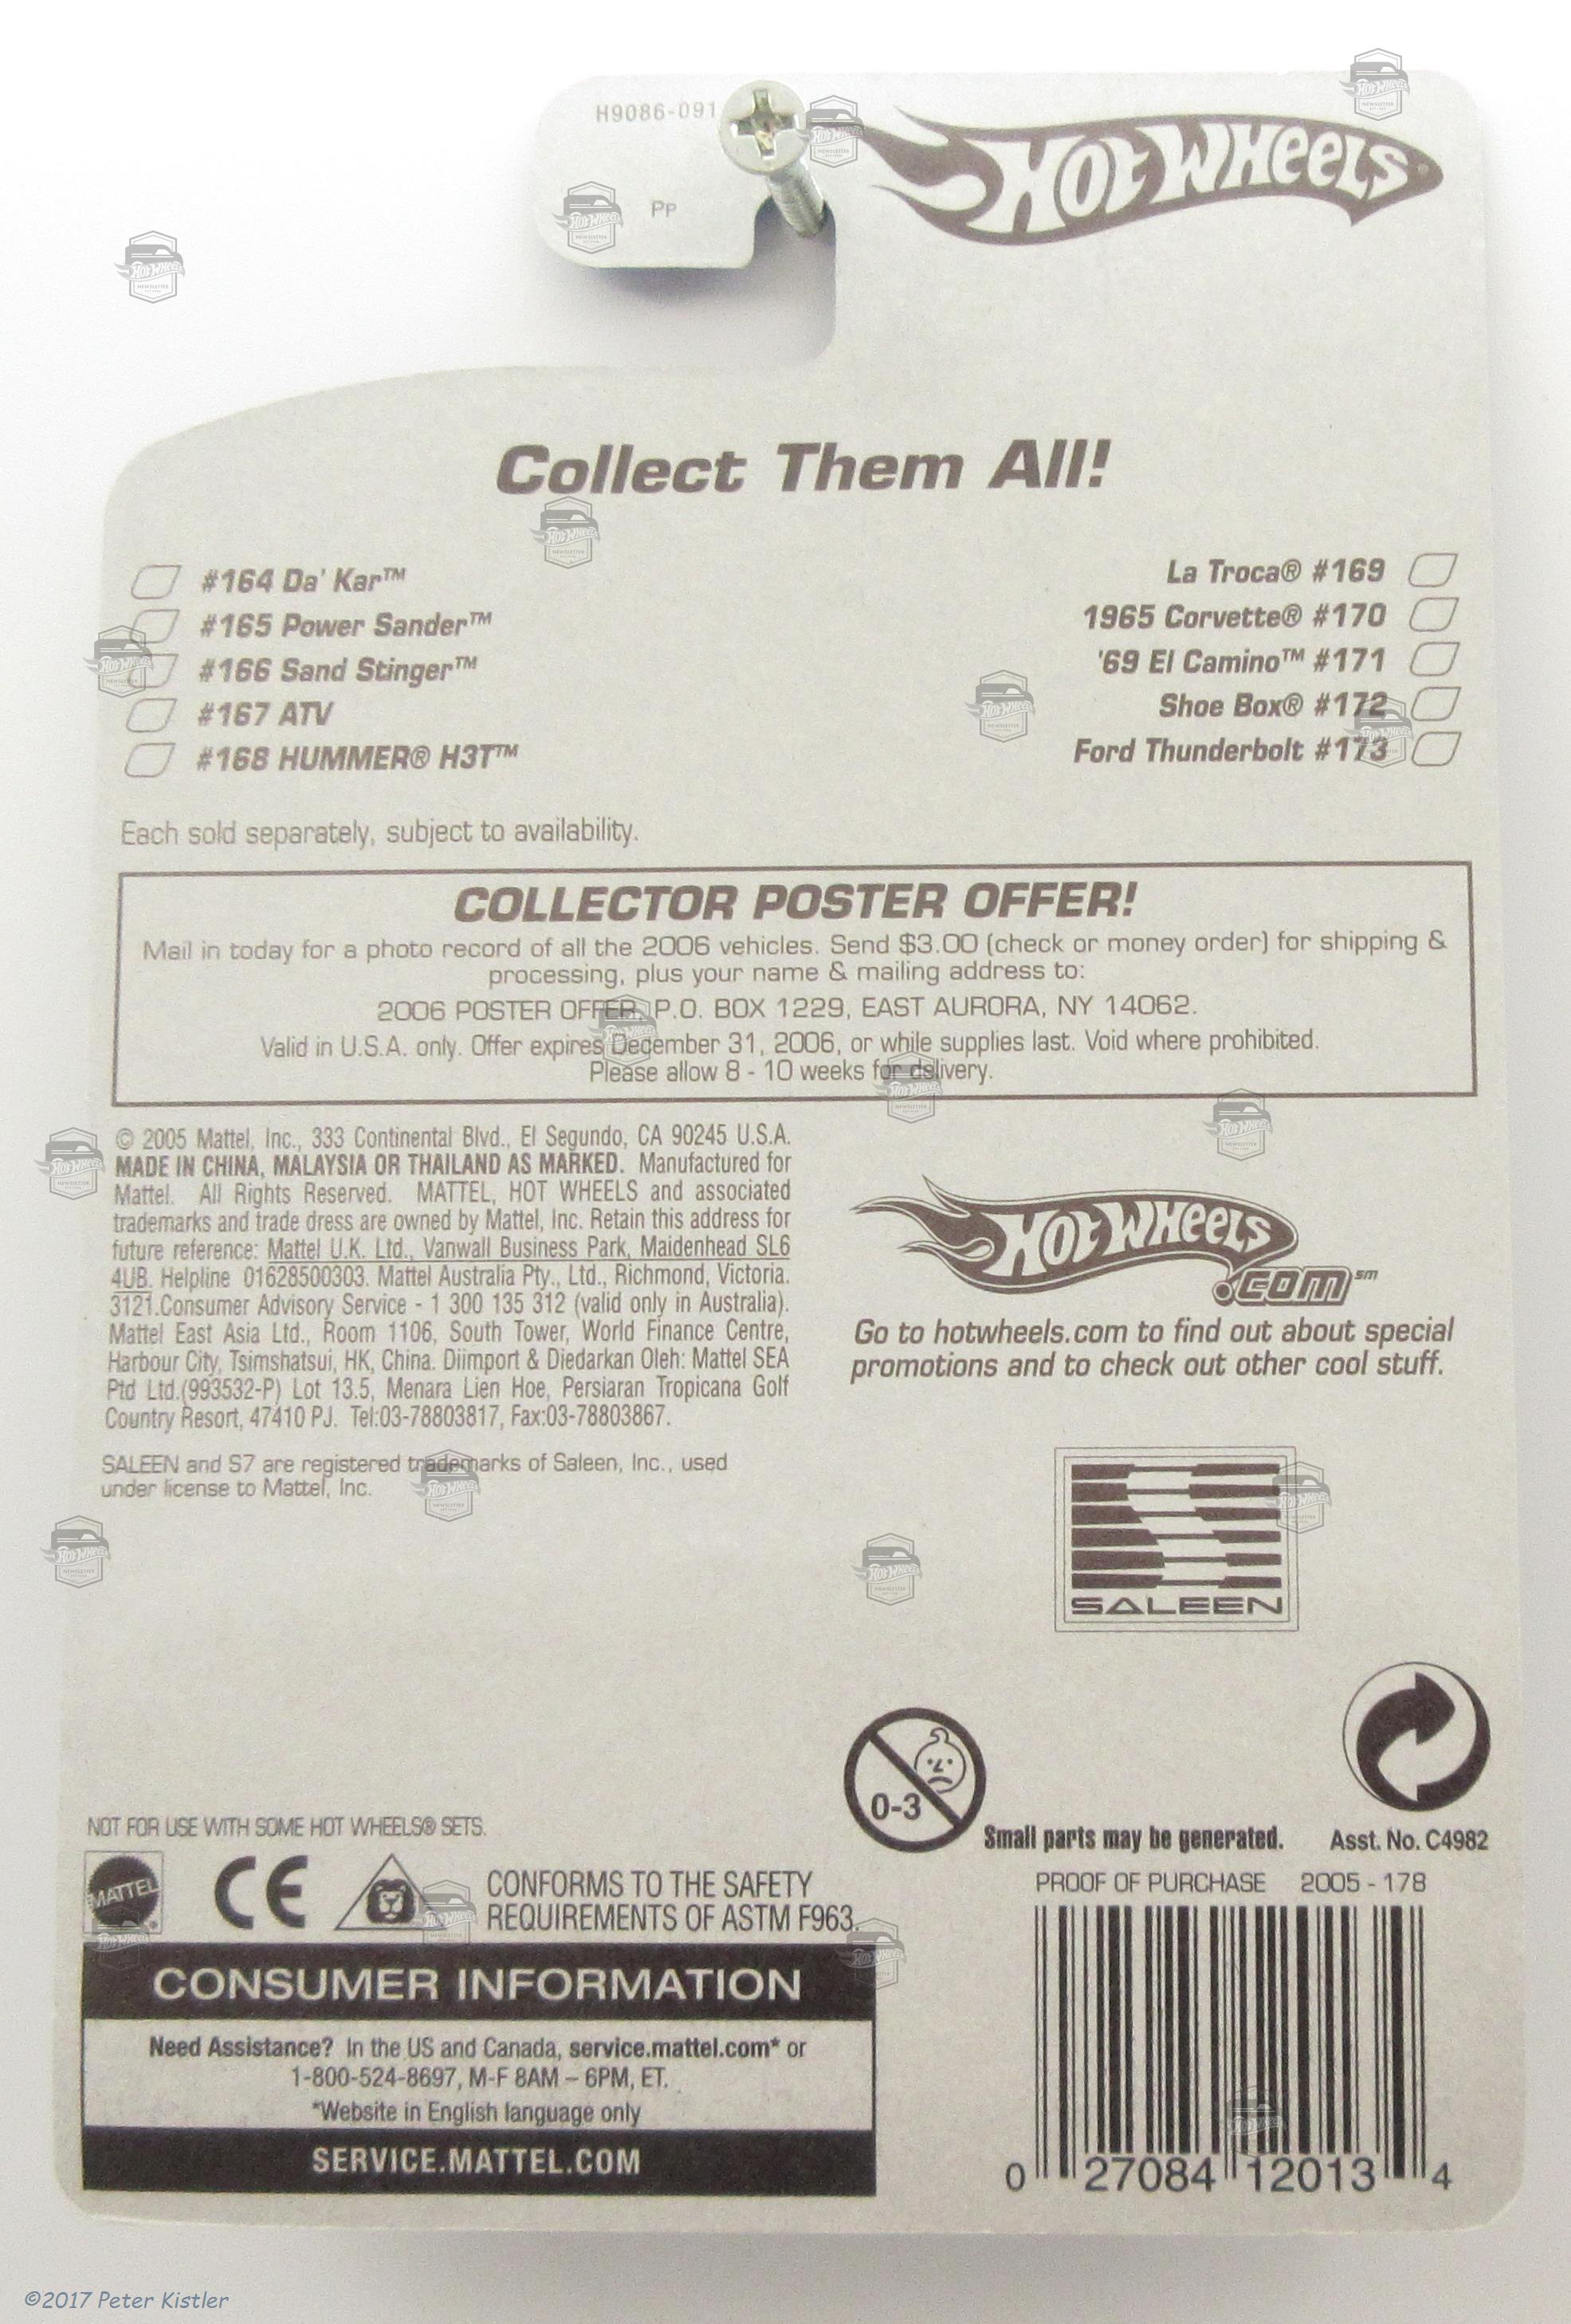 H9086-091
Pp
HOT WHEELS
Collect Them All!
#164 Da' Kar™
#165 Power Sander™
#166 Sand Stinger™
#167 ATV
#168 HUMMER® H3T™
La Troca® #169
1965 Corvette® #170
'69 El Camino™ #171
Shoe Box® #172
Ford Thunderbolt #173
Each sold separately, subject to availability.
COLLECTOR POSTER OFFER!
Mail in today for a photo record of all the 2006 vehicles. Send $3.00 (check or money order) for shipping &
processing, plus your name & mailing address to:
2006 POSTER OFFER, P.O. BOX 1229, EAST AURORA, NY 14062.
Valid in U.S.A. only. Offer expires December 31, 2006, or while supplies last. Void where prohibited.
Please allow 8 - 10 weeks for delivery.
© 2005 Mattel, Inc., 333 Continental Blvd., El Segundo, CA 90245 U.S.A.
MADE IN CHINA, MALAYSIA OR THAILAND AS MARKED. Manufactured for
Mattel. All Rights Reserved. MATTEL, HOT WHEELS and associated
trademarks and trade dress are owned by Mattel, Inc. Retain this address for
future reference: Mattel U.K. Ltd., Vanwall Business Park, Maidenhead SL6
4UB. Helpline 01628500303. Mattel Australia Pty., Ltd., Richmond, Victoria.
3121.Consumer Advisory Service - 1 300 135 312 (valid only in Australia).
Mattel East Asia Ltd., Room 1106, South Tower, World Finance Centre,
Harbour City, Tsimshatsui, HK, China. Diimport & Diedarkan Oleh: Mattel SEA
Ptd Ltd.(993532-P) Lot 13.5, Menara Lien Hoe, Persiaran Tropicana Golf
Country Resort, 47410 PJ. Tel:03-78803817, Fax:03-78803867.
SALEEN and S7 are registered trademarks of Saleen, Inc., used
under license to Mattel, Inc.
HOT WHEELS
.COM℠
Go to hotwheels.com to find out about special
promotions and to check out other cool stuff.
SALEEN
0-3
Small parts may be generated.
Asst. No. C4982
NOT FOR USE WITH SOME HOT WHEELS® SETS.
MATTEL
CE
CONFORMS TO THE SAFETY
REQUIREMENTS OF ASTM F963.
PROOF OF PURCHASE 2005 - 178
CONSUMER INFORMATION
Need Assistance? In the US and Canada, service.mattel.com* or
1-800-524-8697, M-F 8AM – 6PM, ET.
*Website in English language only
SERVICE.MATTEL.COM
0 27084 12013 4
©2017 Peter Kistler